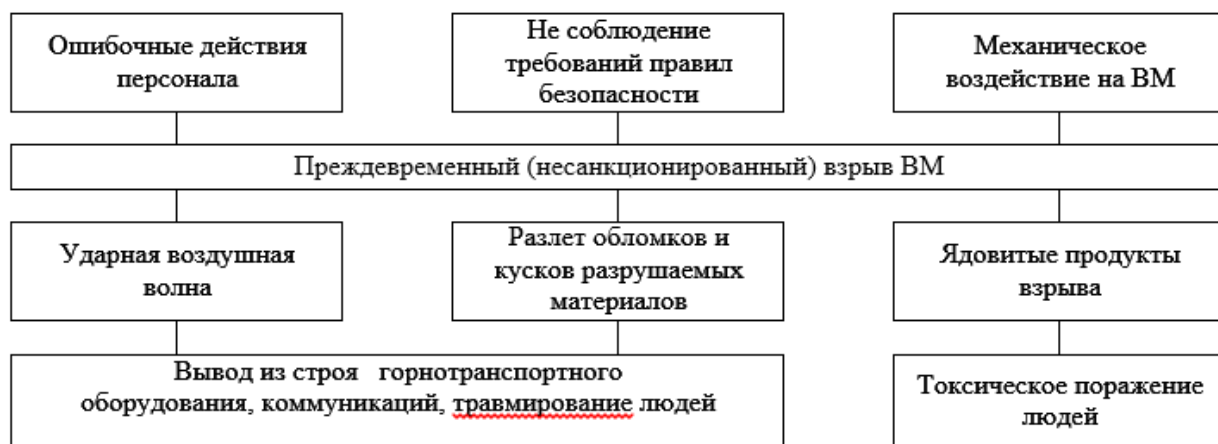 Ошибочные действия
персонала
Не соблюдение
требований правил
безопасности
Механическое
воздействие на ВМ
Преждевременный (несанкционированный) взрыв ВМ
Ударная воздушная
волна
Разлет обломков и
кусков разрушаемых
материалов
Ядовитые продукты
взрыва
Вывод из строя горнотранспортного
оборудования, коммуникаций, травмирование людей
Токсическое поражение
людей